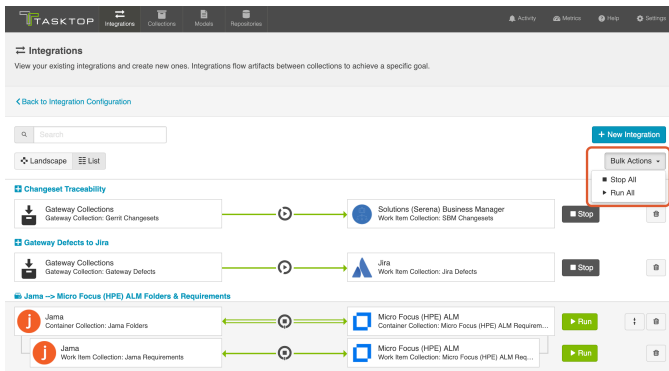 TASKTOP
Integrations
Collections
Models
Repositories
Activity
Metrics
Help
Settings
Integrations
View your existing integrations and create new ones. Integrations flow artifacts between collections to achieve a specific goal.
Back to Integration Configuration
Search
+ New Integration
Landscape
List
Bulk Actions
Stop All
Run All
Changeset Traceability
Gateway Collections
Gateway Collection: Gerrit Changesets
Solutions (Serena) Business Manager
Work Item Collection: SBM Changesets
Stop
Gateway Defects to Jira
Gateway Collections
Gateway Collection: Gateway Defects
Jira
Work Item Collection: Jira Defects
Stop
Jama --> Micro Focus (HPE) ALM Folders & Requirements
Jama
Container Collection: Jama Folders
Micro Focus (HPE) ALM
Container Collection: Micro Focus (HPE) ALM Requirem...
Run
Jama
Work Item Collection: Jama Requirements
Micro Focus (HPE) ALM
Work Item Collection: Micro Focus (HPE) ALM Req...
Run